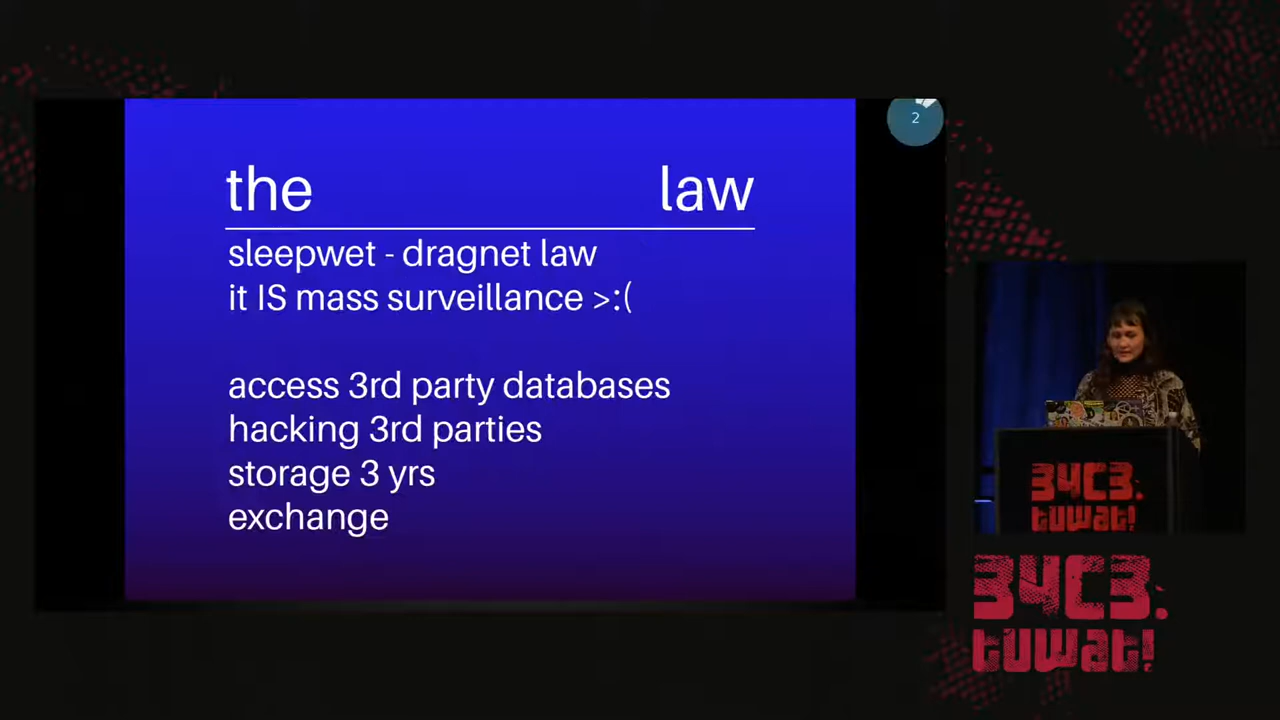 the law
sleepwet - dragnet law
it IS mass surveillance >:(
access 3rd party databases
hacking 3rd parties
storage 3 yrs
exchange
2
34C3.
tuwat!
34C3.
tuwat!